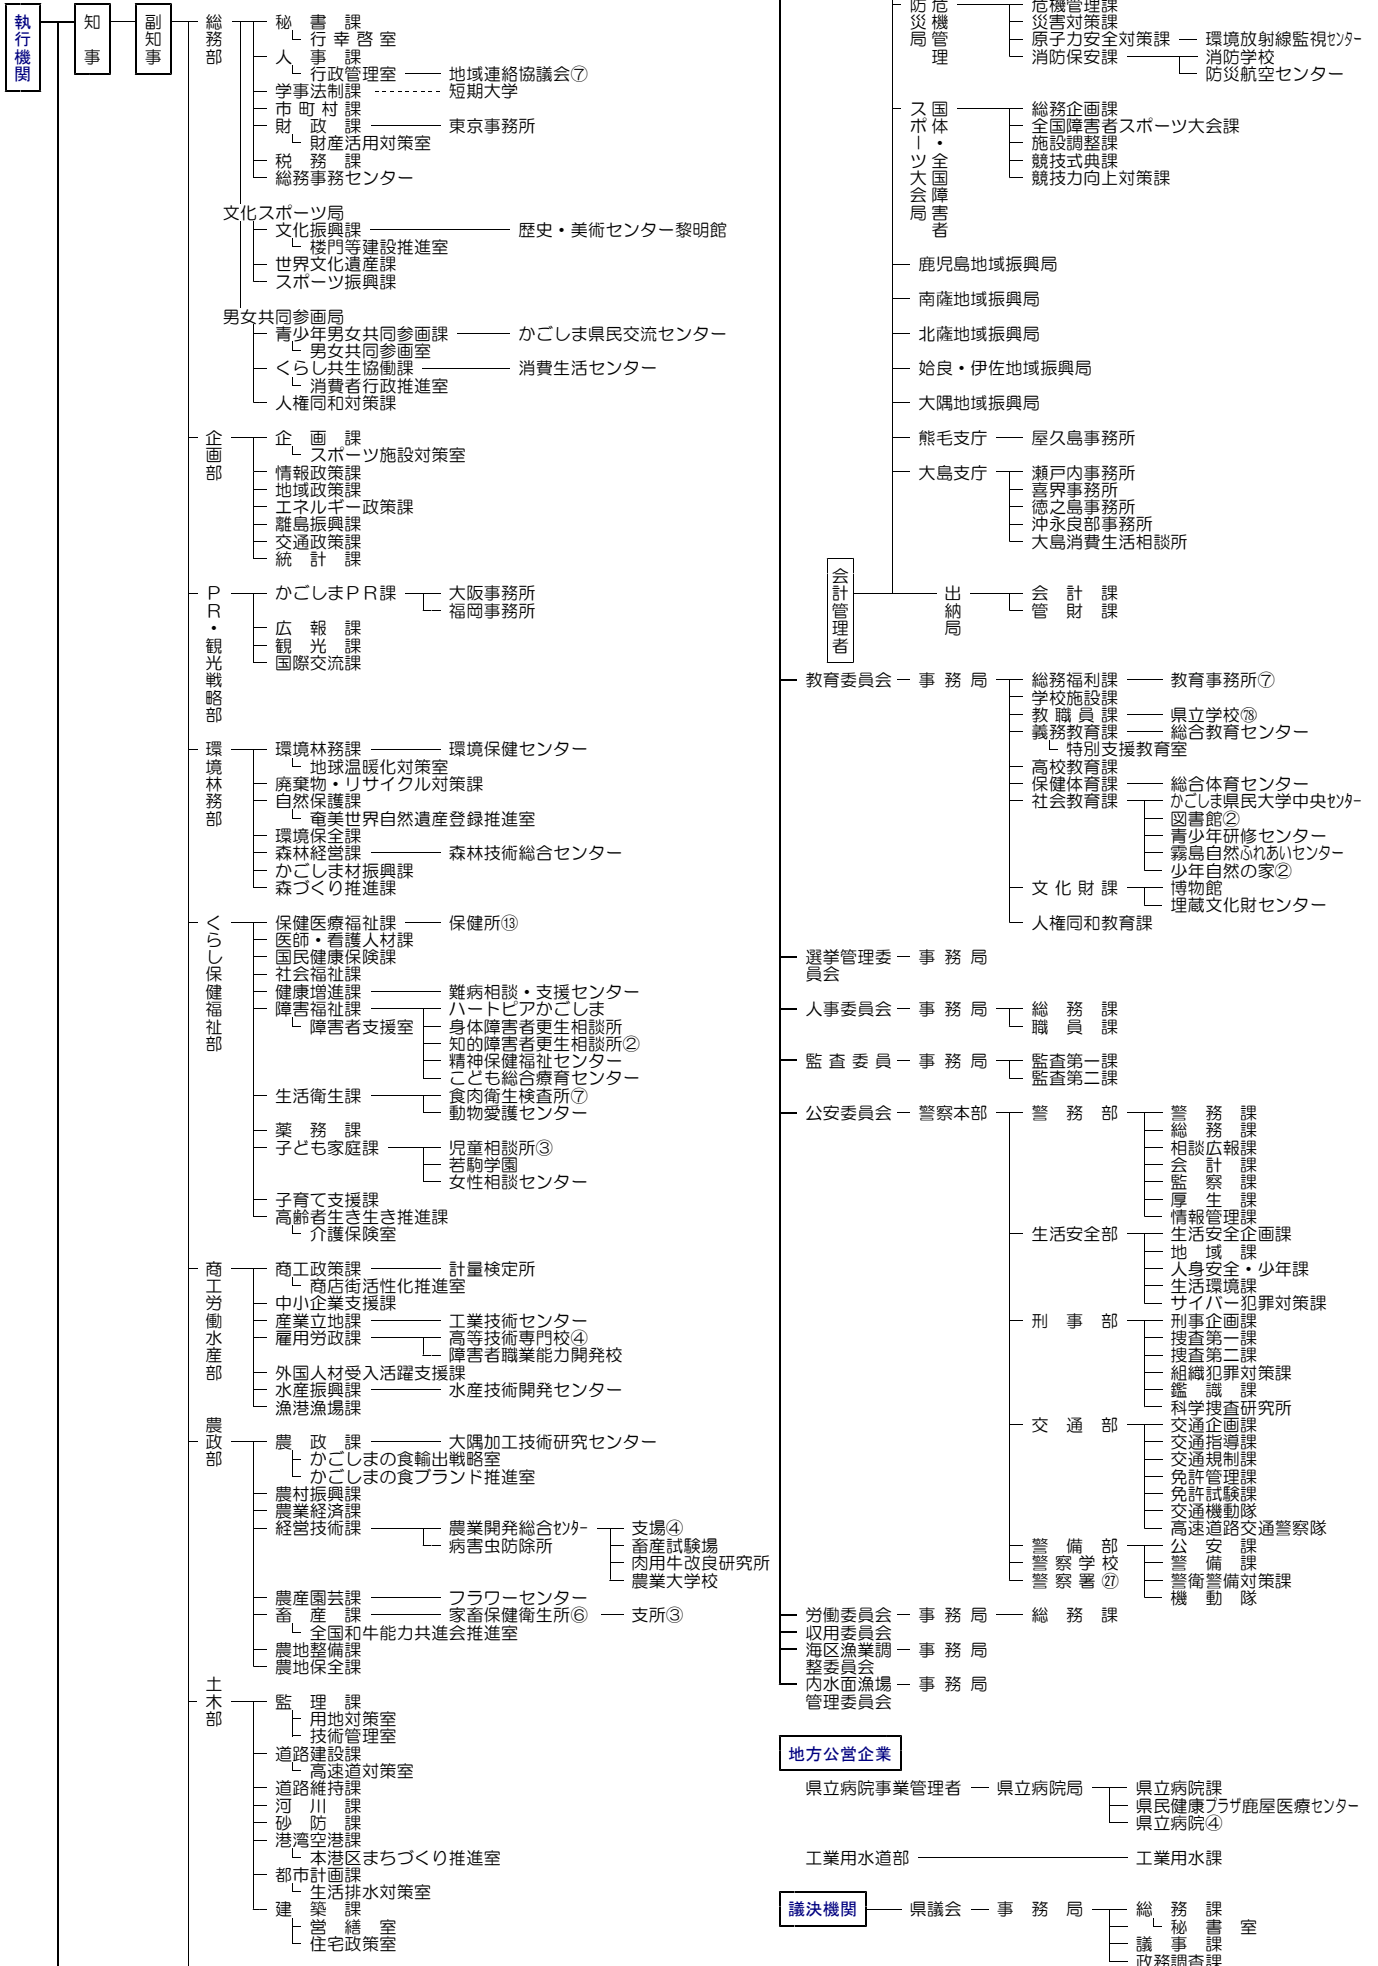 執行機関
知事
副知事
総務部
秘書課
行幸啓室
人事課
行政管理室 地域連絡協議会⑦
学事法制課 短期大学
市町村課
財政課 東京事務所
財産活用対策室
税務課
総務事務センター
文化スポーツ局
文化振興課 歴史・美術センター黎明館
楼門等建設推進室
世界文化遺産課
スポーツ振興課
男女共同参画局
青少年男女共同参画課 かごしま県民交流センター
男女共同参画室
くらし共生協働課 消費生活センター
消費者行政推進室
人権同和対策課
企画部
企画課
スポーツ施設対策室
情報政策課
地域政策課
エネルギー政策課
離島振興課
交通政策課
統計課
PR・観光戦略部
かごしまPR課 大阪事務所
福岡事務所
広報課
観光課
国際交流課
環境林務部
環境林務課 環境保健センター
地球温暖化対策室
廃棄物・リサイクル対策課
自然保護課
奄美世界自然遺産登録推進室
環境保全課
森林経営課 森林技術総合センター
かごしま材振興課
森づくり推進課
くらし保健福祉部
保健医療福祉課 保健所⑬
医師・看護人材課
国民健康保険課
社会福祉課
健康増進課 難病相談・支援センター
障害福祉課 ハートピアかごしま
障害者支援室 身体障害者更生相談所
知的障害者更生相談所②
精神保健福祉センター
こども総合療育センター
生活衛生課 食肉衛生検査所⑦
動物愛護センター
薬務課
子ども家庭課 児童相談所③
若駒学園
女性相談センター
子育て支援課
高齢者生き生き推進課
介護保険室
商工労働水産部
商工政策課 計量検定所
商店街活性化推進室
中小企業支援課
産業立地課 工業技術センター
雇用労政課 高等技術専門校④
障害者職業能力開発校
外国人材受入活躍支援課
水産振興課 水産技術開発センター
漁港漁場課
農政部
農政課 大隅加工技術研究センター
かごしまの食輸出戦略室
かごしまの食ブランド推進室
農村振興課
農業経済課
経営技術課 農業開発総合ｾﾝﾀｰ 支場④
病害虫防除所 畜産試験場
肉用牛改良研究所
農業大学校
農産園芸課 フラワーセンター
畜産課 家畜保健衛生所⑥ 支所③
全国和牛能力共進会推進室
農地整備課
農地保全課
土木部
監理課
用地対策室
技術管理室
道路建設課
高速道対策室
道路維持課
河川課
砂防課
港湾空港課
本港区まちづくり推進室
都市計画課
生活排水対策室
建築課
営繕室
住宅政策室
危機管理防災局
危機管理課
災害対策課
原子力安全対策課 環境放射線監視ｾﾝﾀｰ
消防保安課 消防学校
防災航空センター
国体・全国障害者スポーツ大会局
総務企画課
全国障害者スポーツ大会課
施設調整課
競技式典課
競技力向上対策課
鹿児島地域振興局
南薩地域振興局
北薩地域振興局
姶良・伊佐地域振興局
大隅地域振興局
熊毛支庁 屋久島事務所
大島支庁 瀬戸内事務所
喜界事務所
徳之島事務所
沖永良部事務所
大島消費生活相談所
会計管理者
出納局
会計課
管財課
教育委員会 事務局 総務福利課 教育事務所⑦
学校施設課
教職員課 県立学校㊆㊇
義務教育課 総合教育センター
特別支援教育室
高校教育課
保健体育課 総合体育センター
社会教育課 かごしま県民大学中央ｾﾝﾀｰ
図書館②
青少年研修センター
霧島自然ふれあいセンター
少年自然の家②
文化財課 博物館
埋蔵文化財センター
人権同和教育課
選挙管理委 事務局
員会
人事委員会 事務局 総務課
職員課
監査委員 事務局 監査第一課
監査第二課
公安委員会 警察本部 警務部 警務課
総務課
相談広報課
会計課
監察課
厚生課
情報管理課
生活安全部 生活安全企画課
地域課
人身安全・少年課
生活環境課
サイバー犯罪対策課
刑事部 刑事企画課
捜査第一課
捜査第二課
組織犯罪対策課
鑑識課
科学捜査研究所
交通部 交通企画課
交通指導課
交通規制課
免許管理課
免許試験課
交通機動隊
高速道路交通警察隊
警備部 公安課
警察学校 警備課
警察署㉗ 警衛警備対策課
機動隊
労働委員会 事務局 総務課
収用委員会
海区漁業調 事務局
整委員会
内水面漁場 事務局
管理委員会
地方公営企業
県立病院事業管理者 県立病院局 県立病院課
県民健康プラザ鹿屋医療センター
県立病院④
工業用水道部 工業用水課
議決機関 県議会 事務局 総務課
秘書室
議事課
政務調査課